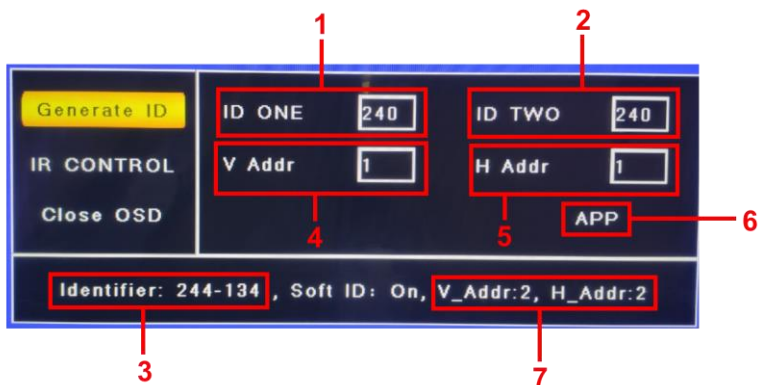 1
2
Generate ID
ID ONE 240
ID TWO 240
IR CONTROL
V Addr 1
H Addr 1
Close OSD
APP
6
4
5
Identifier: 244-134 , Soft ID: On, V_Addr:2, H_Addr:2
3
7